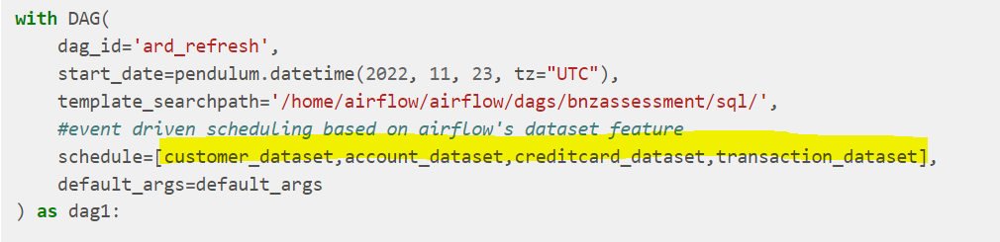 with DAG(
    dag_id='ard_refresh',
    start_date=pendulum.datetime(2022, 11, 23, tz="UTC"),
    template_searchpath='/home/airflow/airflow/dags/bnzassessment/sql/',
    #event driven scheduling based on airflow's dataset feature
    schedule=[customer_dataset,account_dataset,creditcard_dataset,transaction_dataset],
    default_args=default_args
) as dag1: